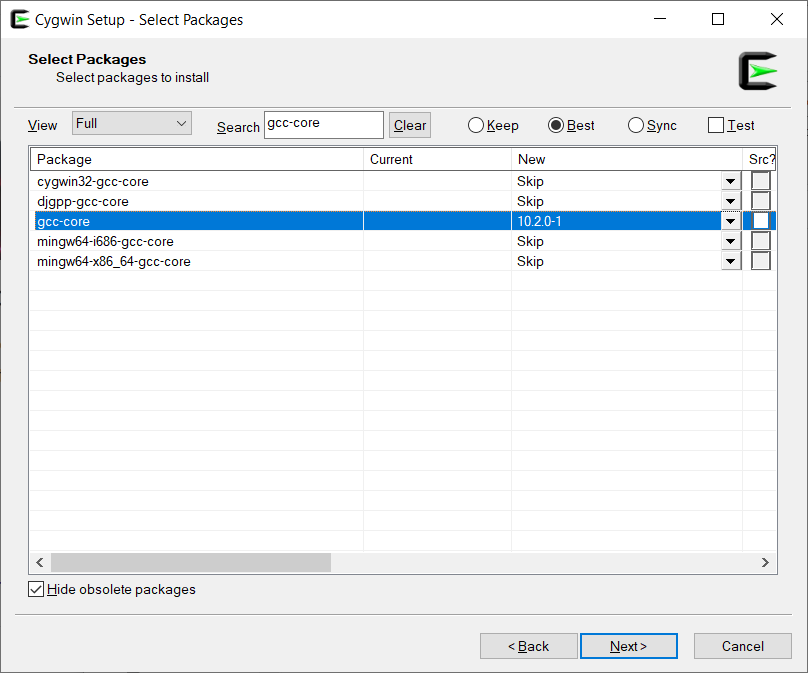 Cygwin Setup - Select Packages
Select Packages
Select packages to install
View Full Search gcc-core Clear Keep Best Sync Test
Package Current New Src?
cygwin32-gcc-core Skip
djgpp-gcc-core Skip
gcc-core 10.2.0-1
mingw64-i686-gcc-core Skip
mingw64-x86_64-gcc-core Skip
Hide obsolete packages
< Back Next > Cancel